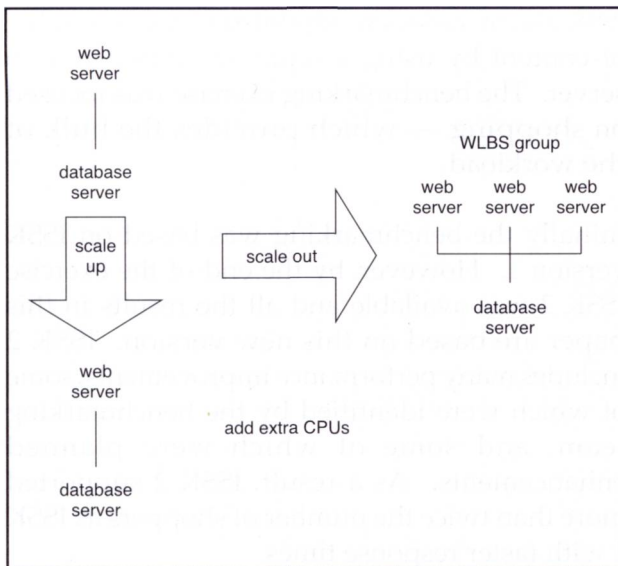 web
server
database
server
scale
up
scale out
WLBS group
web
server
web
server
web
server
database
server
web
server
add extra CPUs
database
server